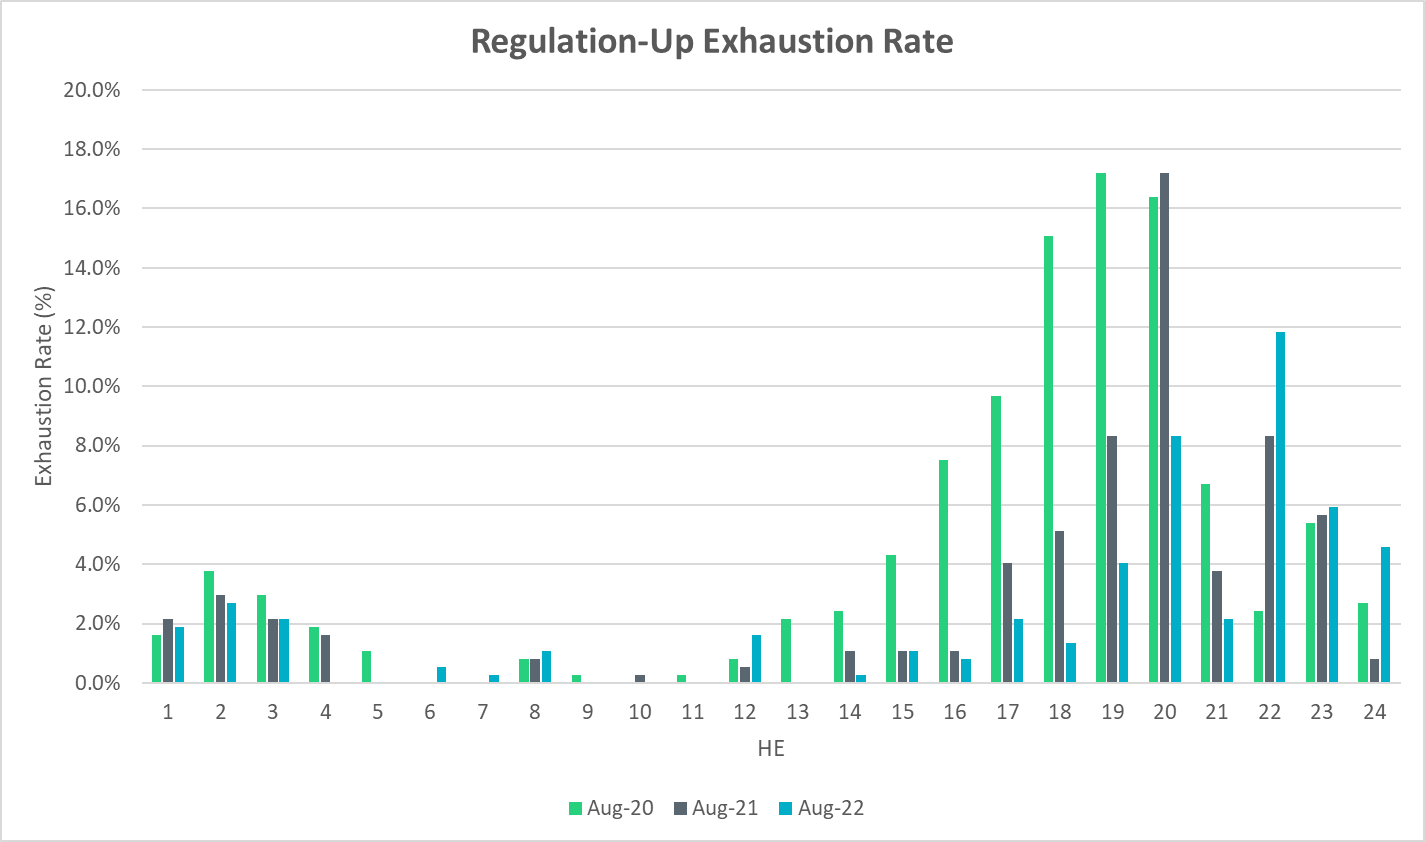 Regulation-Up Exhaustion Rate
20.0%
18.0%
16.0%
14.0%
12.0%
10.0%
8.0%
6.0%
4.0%
2.0%
0.0%
Exhaustion Rate (%)
1 2 3 4 5 6 7 8 9 10 11 12 13 14 15 16 17 18 19 20 21 22 23 24
HE
Aug-20 Aug-21 Aug-22